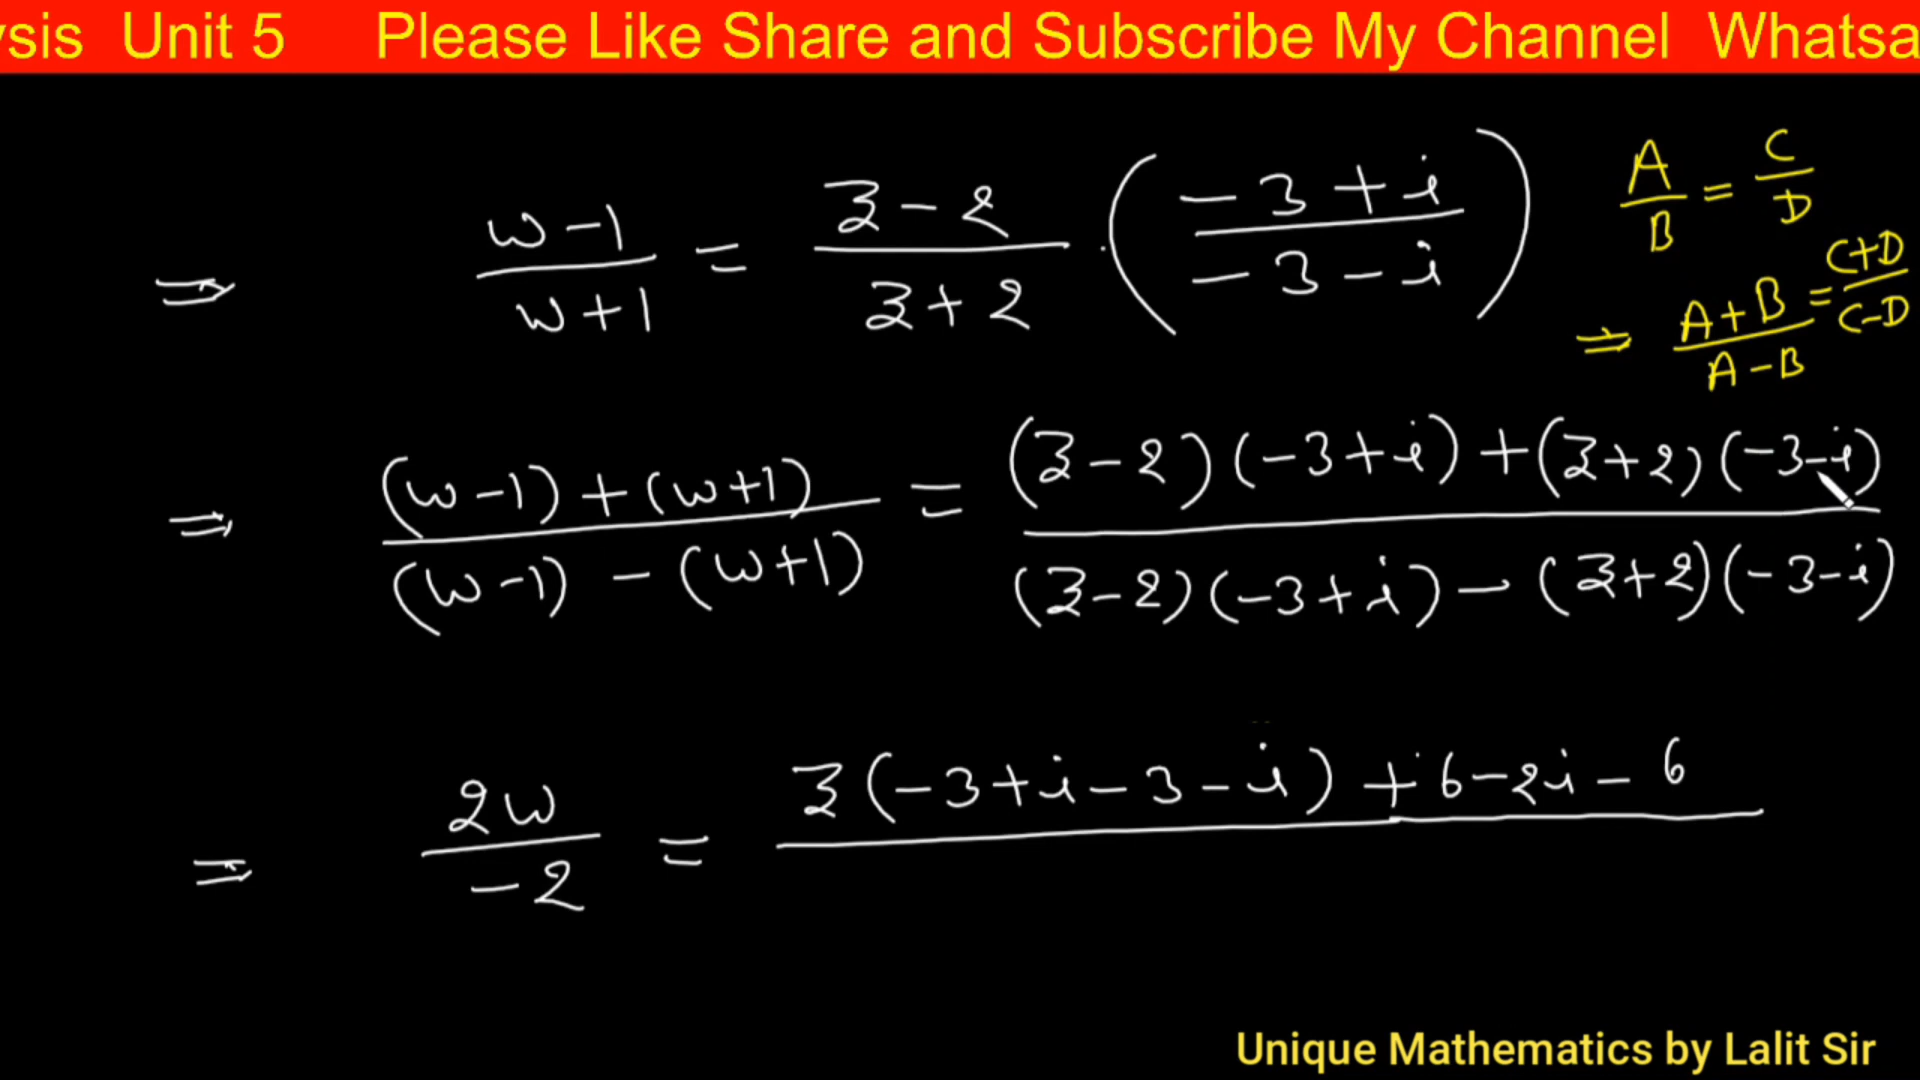 ysis Unit 5 Please Like Share and Subscribe My Channel Whatsa
⇒ (w-1)/(w+1) = (z-2)/(z+2) · ((-3+i)/(-3-i))
A/B = C/D
⇒ (A+B)/(A-B) = (C+D)/(C-D)
⇒ ((w-1)+(w+1))/((w-1)-(w+1)) = ((z-2)(-3+i)+(z+2)(-3-i))/((z-2)(-3+i)-(z+2)(-3-i))
⇒ 2w/-2 = z(-3+i-3-i)+6-2i-6
Unique Mathematics by Lalit Sir